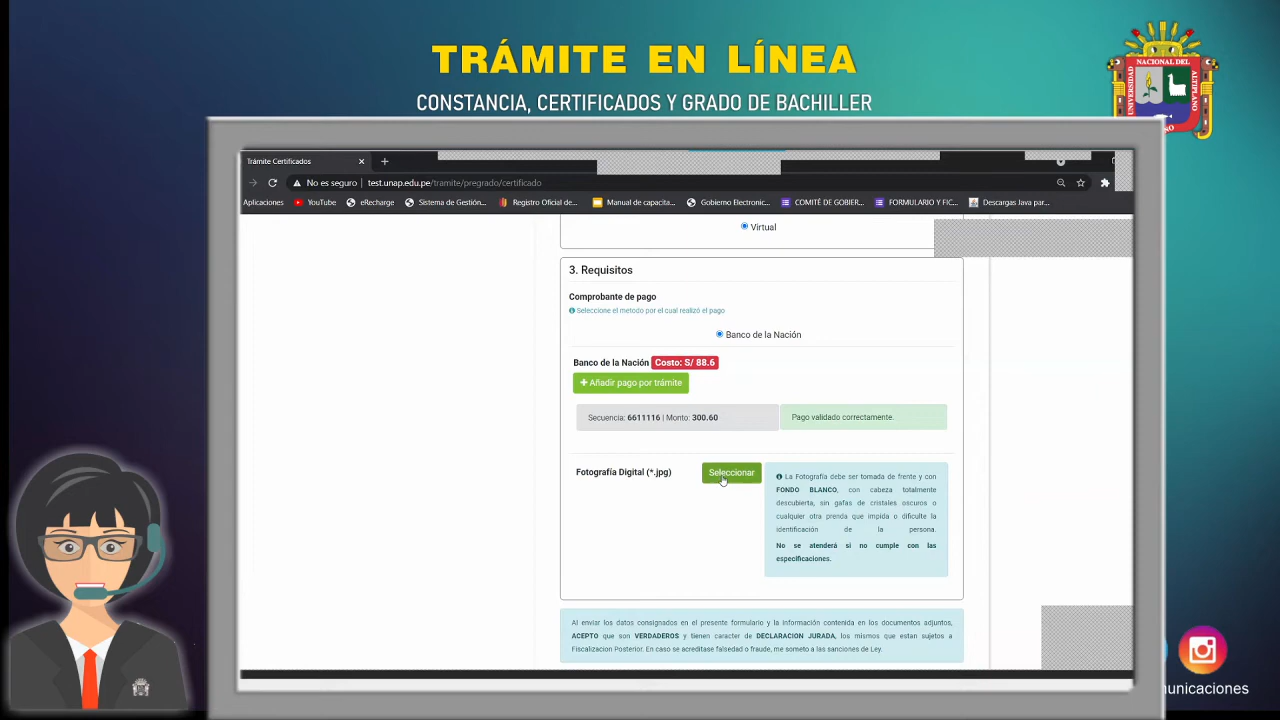 TRÁMITE EN LÍNEA
CONSTANCIA, CERTIFICADOS Y GRADO DE BACHILLER
UNIVERSIDAD NACIONAL DEL ALTIPLANO
Trámite Certificados
No es seguro | test.unap.edu.pe/tramite/pregrado/certificado
Aplicaciones YouTube eRecharge Sistema de Gestión... Registro Oficial de... Manual de capacita... Gobierno Electronic... COMITÉ DE GOBIER... FORMULARIO Y FIC... Descargas Java par...
Virtual
3. Requisitos
Comprobante de pago
Seleccione el metodo por el cual realizó el pago
Banco de la Nación
Banco de la Nación Costo: S/ 88.6
+ Añadir pago por trámite
Secuencia: 6611116 | Monto: 300.60
Pago validado correctamente.
Fotografía Digital (*.jpg)
Seleccionar
La Fotografía debe ser tomada de frente y con
FONDO BLANCO, con cabeza totalmente
descubierta, sin gafas de cristales oscuros o
cualquier otra prenda que impida o dificulte la
identificación de la persona.
No se atenderá si no cumple con las
especificaciones.
Al enviar los datos consignados en el presente formulario y la información contenida en los documentos adjuntos,
ACEPTO que son VERDADEROS y tienen caracter de DECLARACION JURADA, los mismos que estan sujetos a
Fiscalizacion Posterior. En caso se acreditase falsedad o fraude, me someto a las sanciones de Ley.
unicaciones